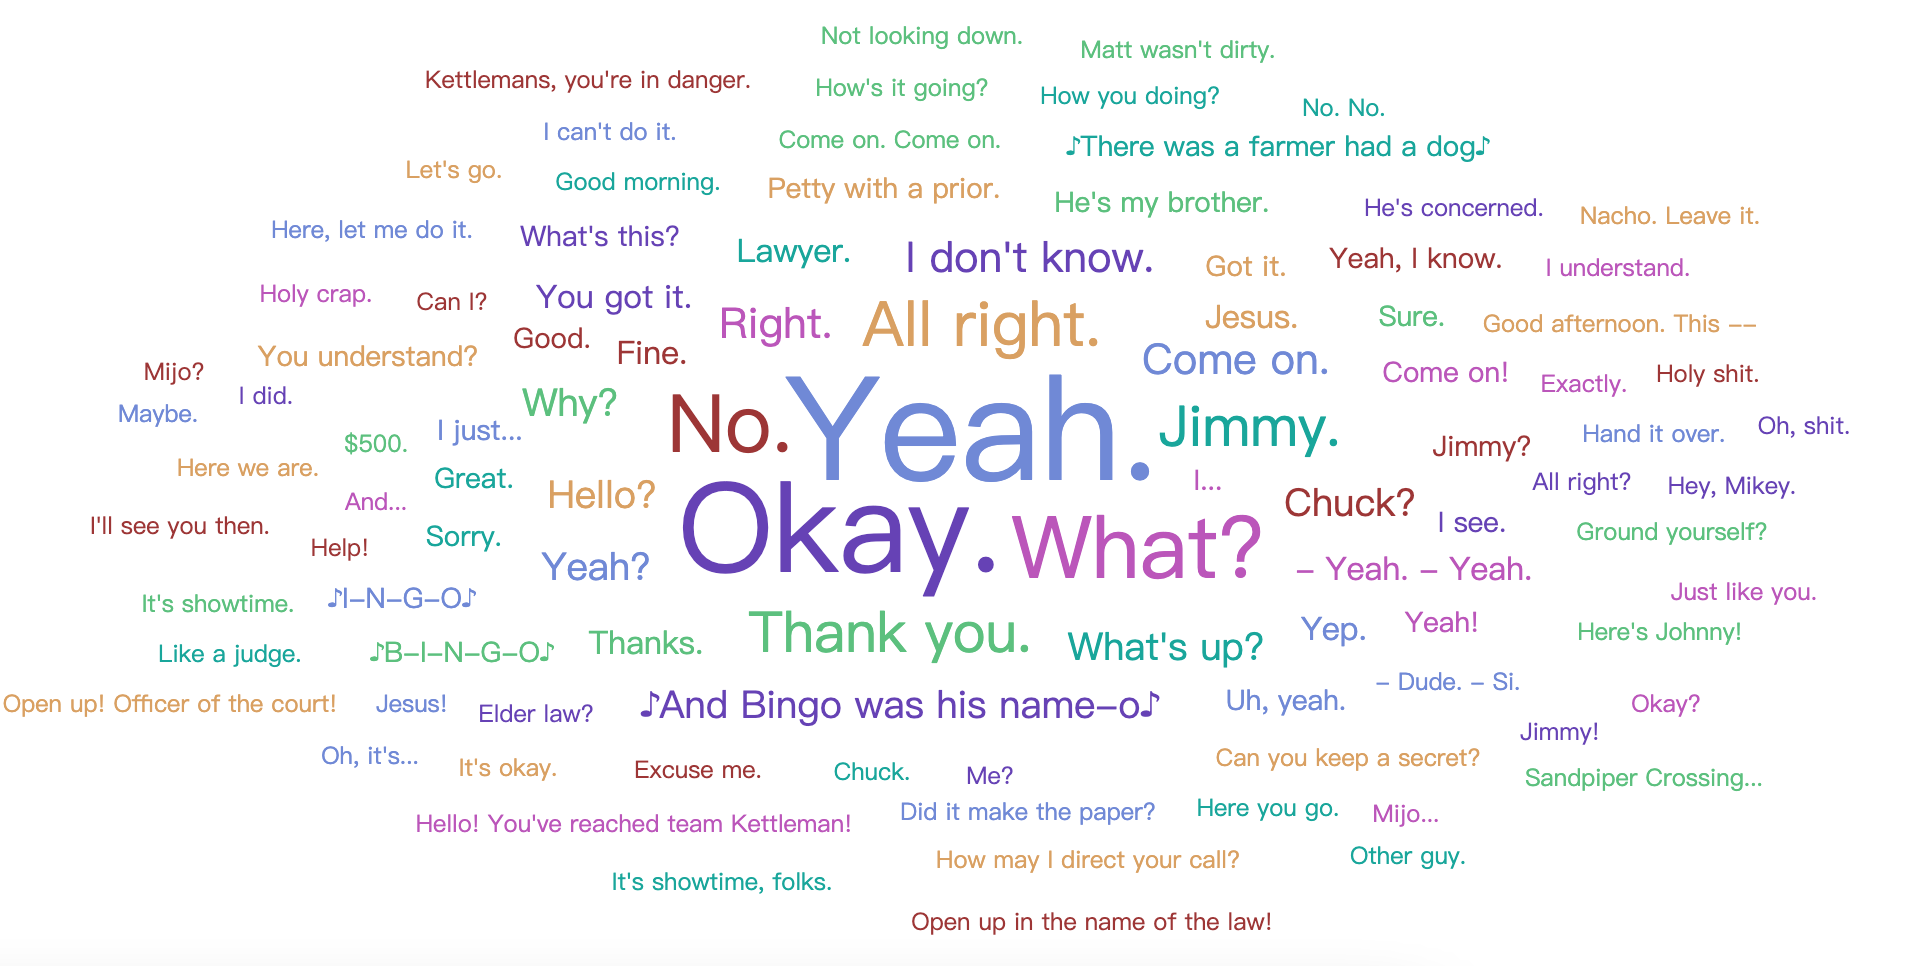 Not looking down.
Matt wasn't dirty.
Kettlemans, you're in danger.
How's it going?
How you doing?
No. No.
I can't do it.
Come on. Come on.
♪There was a farmer had a dog♪
Let's go.
Good morning.
Petty with a prior.
He's my brother.
He's concerned.
Nacho. Leave it.
Here, let me do it.
What's this?
Lawyer.
I don't know.
Got it.
Yeah, I know.
I understand.
Holy crap.
Can I?
You got it.
Right.
All right.
Jesus.
Sure.
Good afternoon. This --
You understand?
Good.
Fine.
Come on.
Come on!
Exactly.
Holy shit.
Mijo?
I did.
Maybe.
Why?
No.
Yeah.
Jimmy.
Jimmy?
Hand it over.
Oh, shit.
$500.
I just...
Here we are.
Great.
Hello?
I...
Chuck?
All right?
Hey, Mikey.
And...
I'll see you then.
Help!
Sorry.
Yeah?
Okay.
What?
I see.
Ground yourself?
– Yeah. – Yeah.
Just like you.
It's showtime.
♪I–N–G–O♪
Like a judge.
♪B–I–N–G–O♪
Thanks.
Thank you.
What's up?
Yep.
Yeah!
Here's Johnny!
Open up! Officer of the court!
Jesus!
Elder law?
♪And Bingo was his name–o♪
Uh, yeah.
– Dude. – Si.
Okay?
Jimmy!
Oh, it's...
It's okay.
Excuse me.
Chuck.
Me?
Can you keep a secret?
Sandpiper Crossing...
Hello! You've reached team Kettleman!
Did it make the paper?
Here you go.
Mijo...
How may I direct your call?
Other guy.
It's showtime, folks.
Open up in the name of the law!